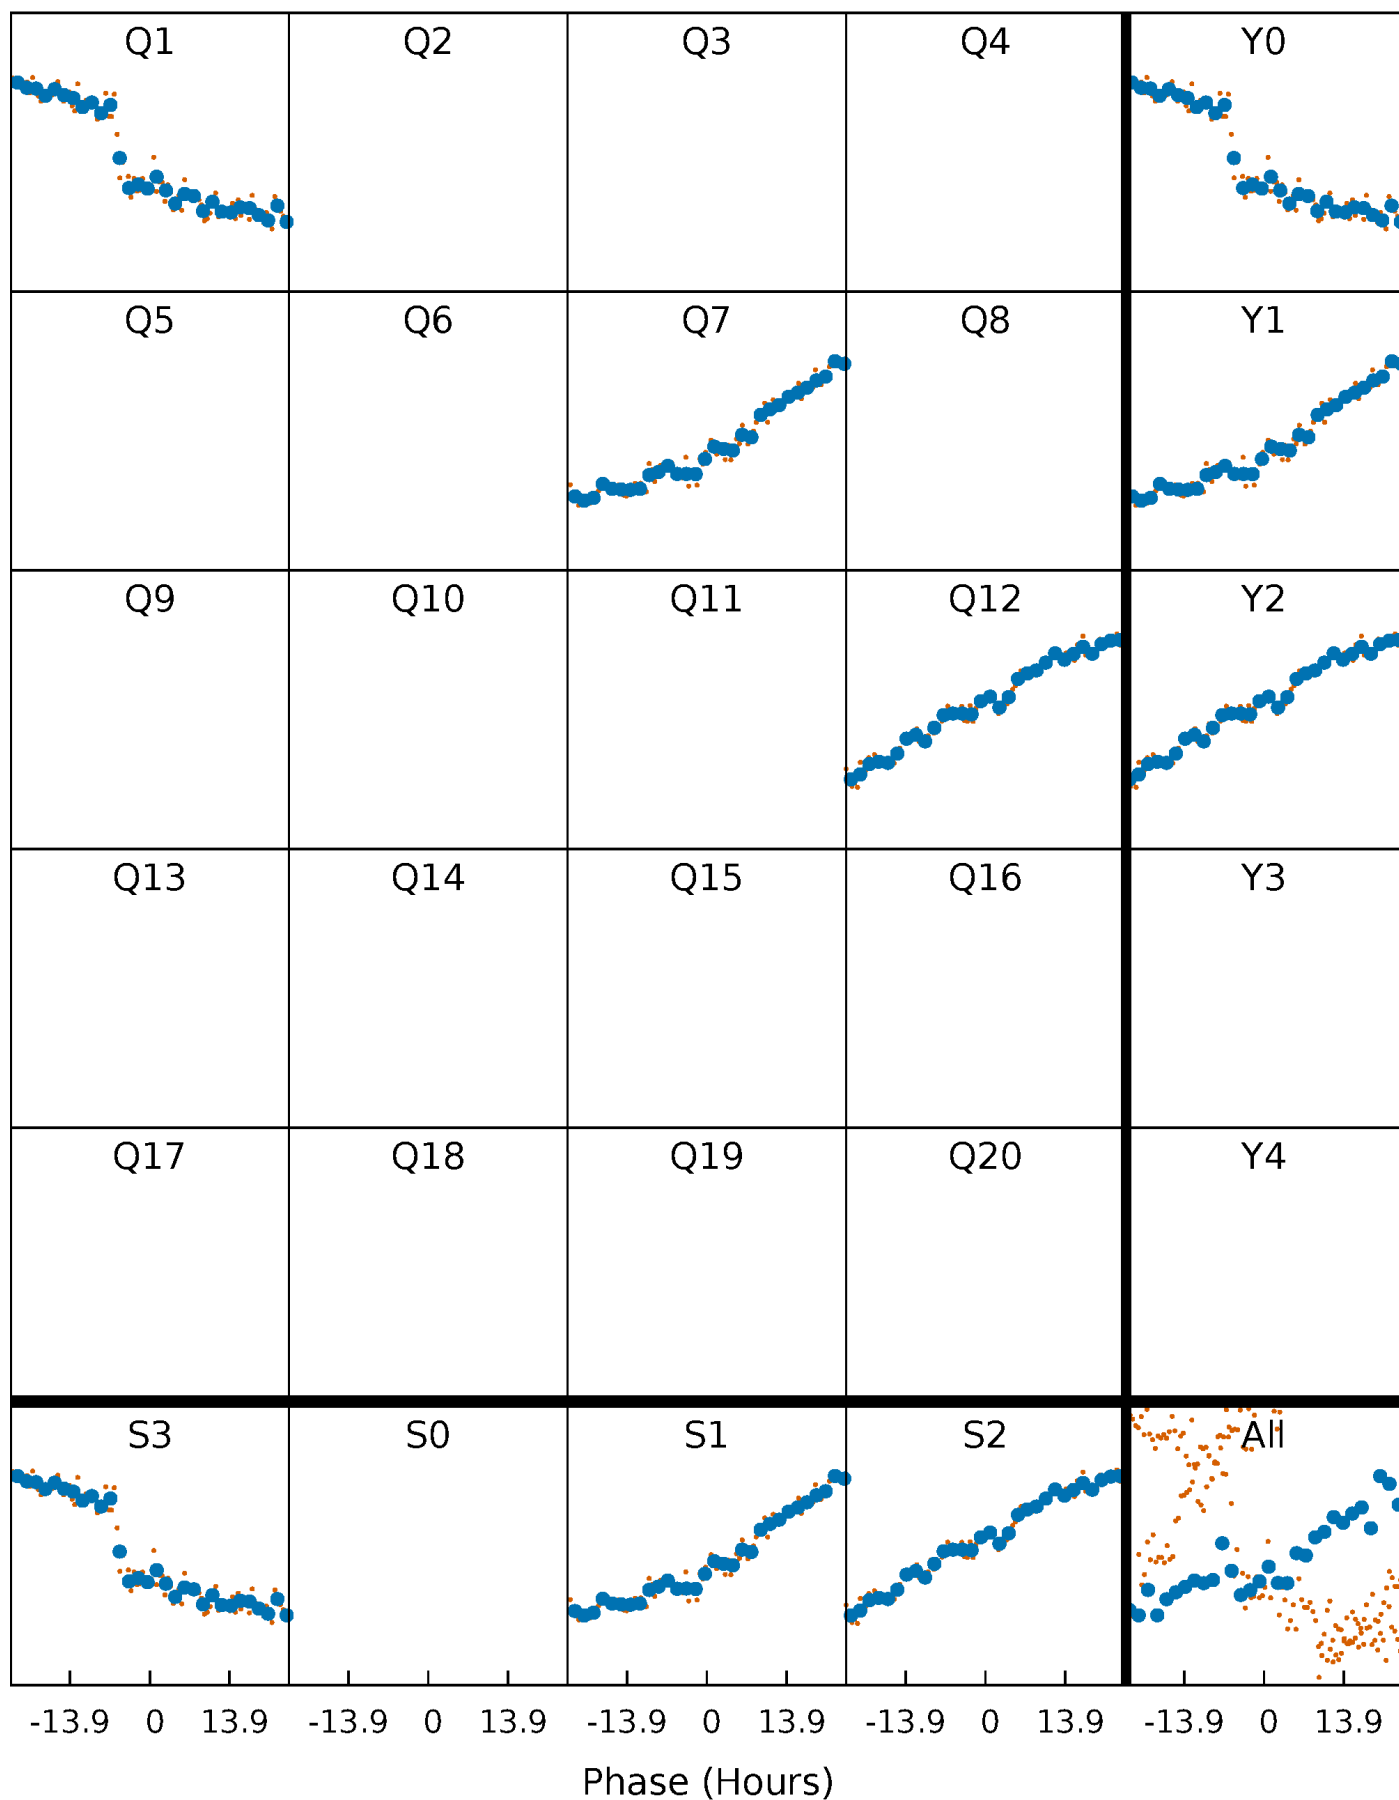 Q1 Q2 Q3 Q4 Y0
Q5 Q6 Q7 Q8 Y1
Q9 Q10 Q11 Q12 Y2
Q13 Q14 Q15 Q16 Y3
Q17 Q18 Q19 Q20 Y4
S3 S0 S1 S2 All
-13.9 0 13.9 -13.9 0 13.9 -13.9 0 13.9 -13.9 0 13.9 -13.9 0 13.9
Phase (Hours)